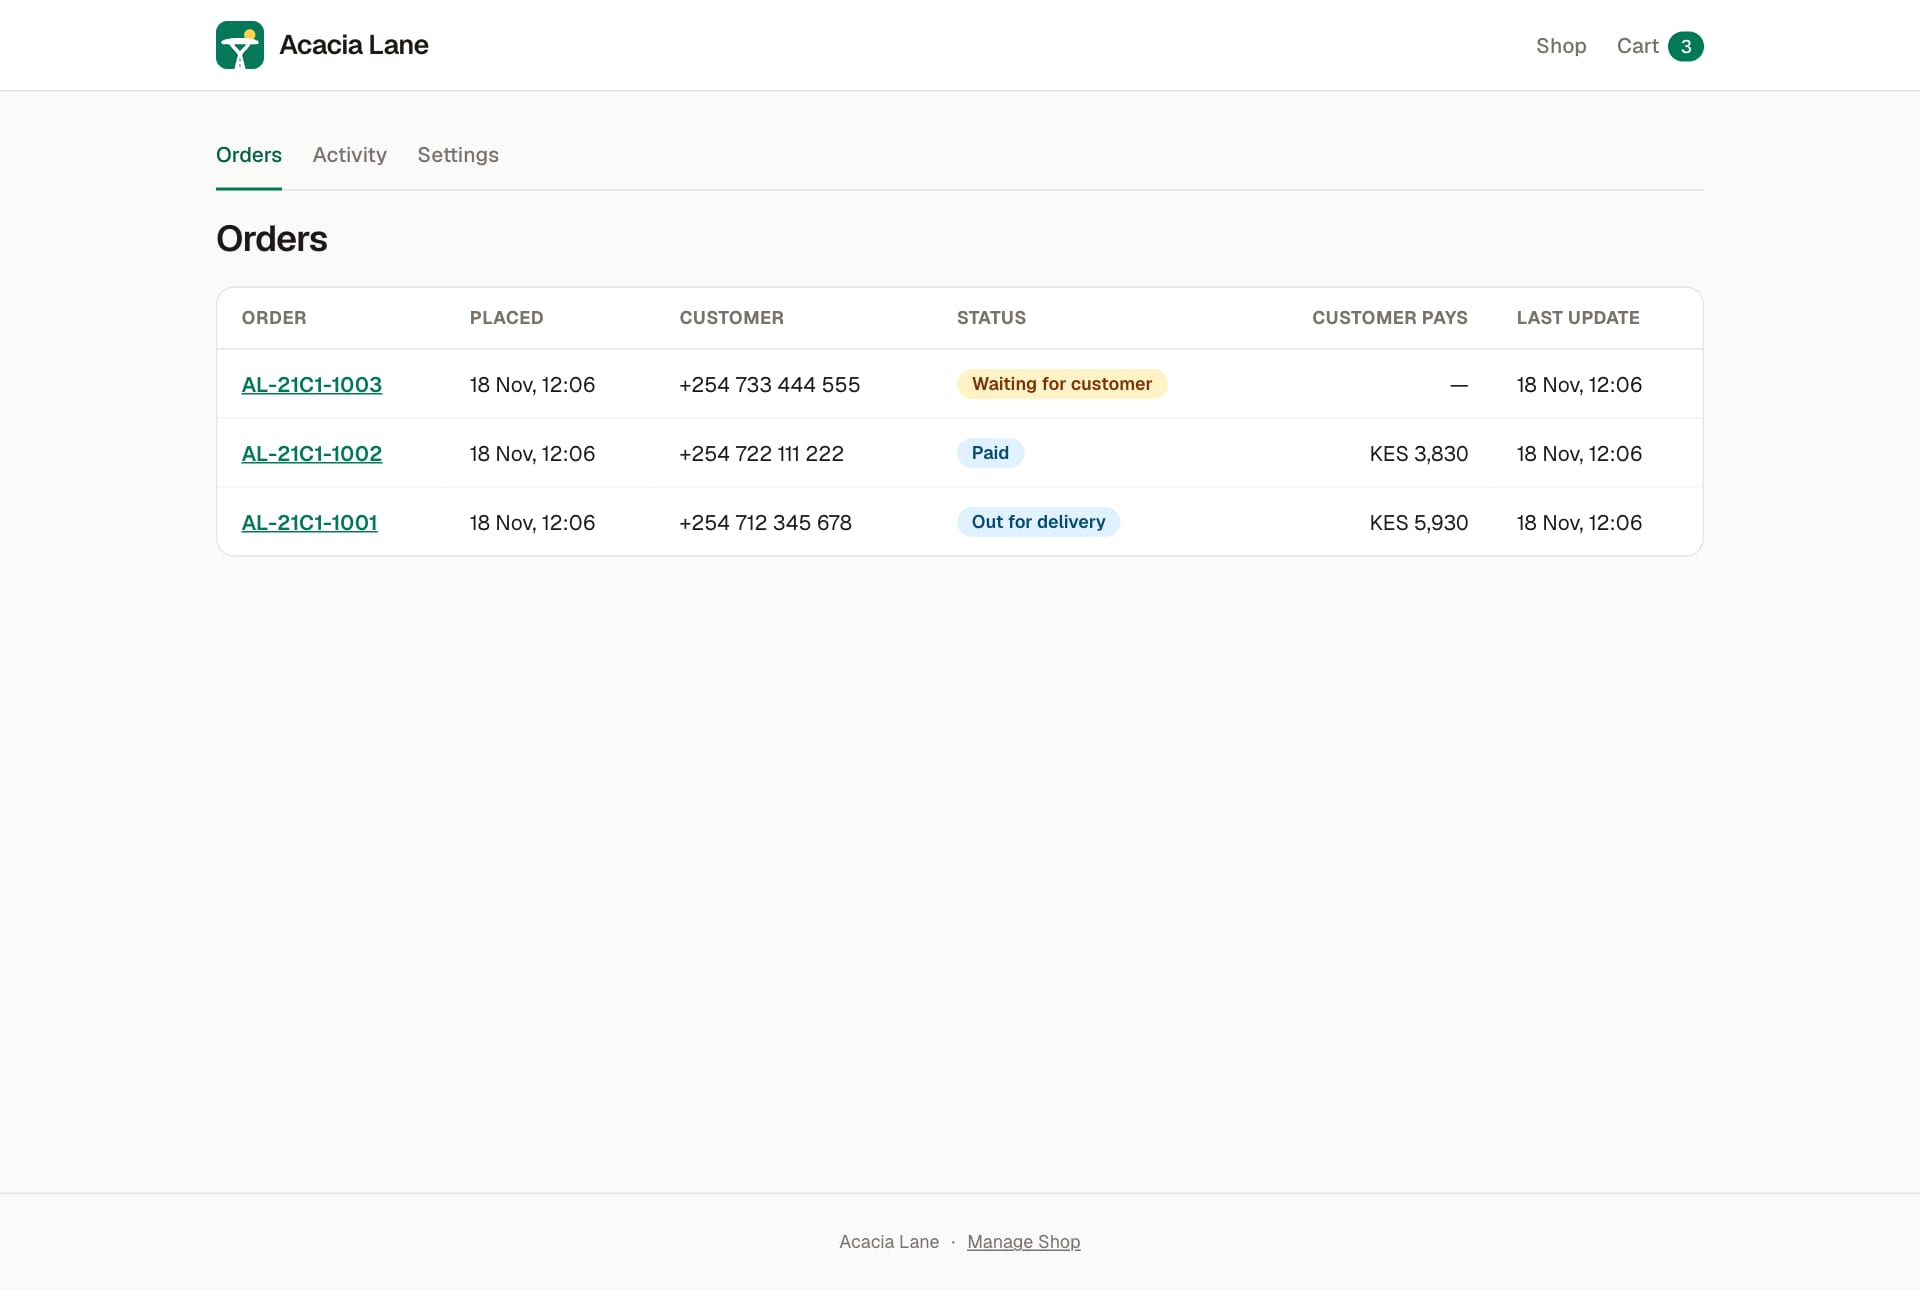 Acacia Lane
Shop Cart 3
Orders Activity Settings
Orders
ORDER PLACED CUSTOMER STATUS CUSTOMER PAYS LAST UPDATE
AL-21C1-1003 18 Nov, 12:06 +254 733 444 555 Waiting for customer — 18 Nov, 12:06
AL-21C1-1002 18 Nov, 12:06 +254 722 111 222 Paid KES 3,830 18 Nov, 12:06
AL-21C1-1001 18 Nov, 12:06 +254 712 345 678 Out for delivery KES 5,930 18 Nov, 12:06
Acacia Lane · Manage Shop